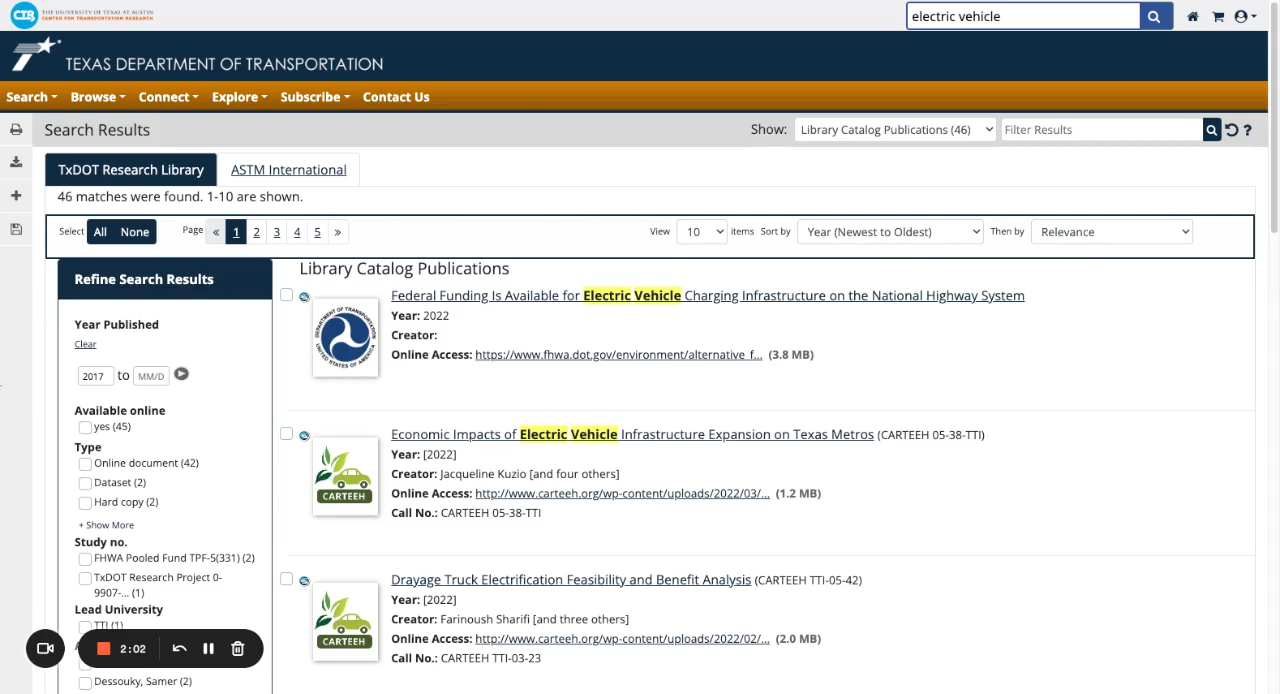 CTR THE UNIVERSITY OF TEXAS AT AUSTIN
CENTER FOR TRANSPORTATION RESEARCH
electric vehicle
TEXAS DEPARTMENT OF TRANSPORTATION
Search Browse Connect Explore Subscribe Contact Us
Search Results
Show: Library Catalog Publications (46) Filter Results ?
TxDOT Research Library ASTM International
46 matches were found. 1-10 are shown.
Select All None Page « 1 2 3 4 5 » View 10 items Sort by Year (Newest to Oldest) Then by Relevance
Refine Search Results
Year Published
Clear
2017 to MM/D
Available online
yes (45)
Type
Online document (42)
Dataset (2)
Hard copy (2)
+ Show More
Study no.
FHWA Pooled Fund TPF-5(331) (2)
TxDOT Research Project 0-
9907-... (1)
Lead University
TTI (1)
Dessouky, Samer (2)
2:02
Library Catalog Publications
DEPARTMENT OF TRANSPORTATION
UNITED STATES OF AMERICA
Federal Funding Is Available for Electric Vehicle Charging Infrastructure on the National Highway System
Year: 2022
Creator:
Online Access: https://www.fhwa.dot.gov/environment/alternative_f... (3.8 MB)
CARTEEH
Economic Impacts of Electric Vehicle Infrastructure Expansion on Texas Metros (CARTEEH 05-38-TTI)
Year: [2022]
Creator: Jacqueline Kuzio [and four others]
Online Access: http://www.carteeh.org/wp-content/uploads/2022/03/... (1.2 MB)
Call No.: CARTEEH 05-38-TTI
CARTEEH
Drayage Truck Electrification Feasibility and Benefit Analysis (CARTEEH TTI-05-42)
Year: [2022]
Creator: Farinoush Sharifi [and three others]
Online Access: http://www.carteeh.org/wp-content/uploads/2022/02/... (2.0 MB)
Call No.: CARTEEH TTI-03-23